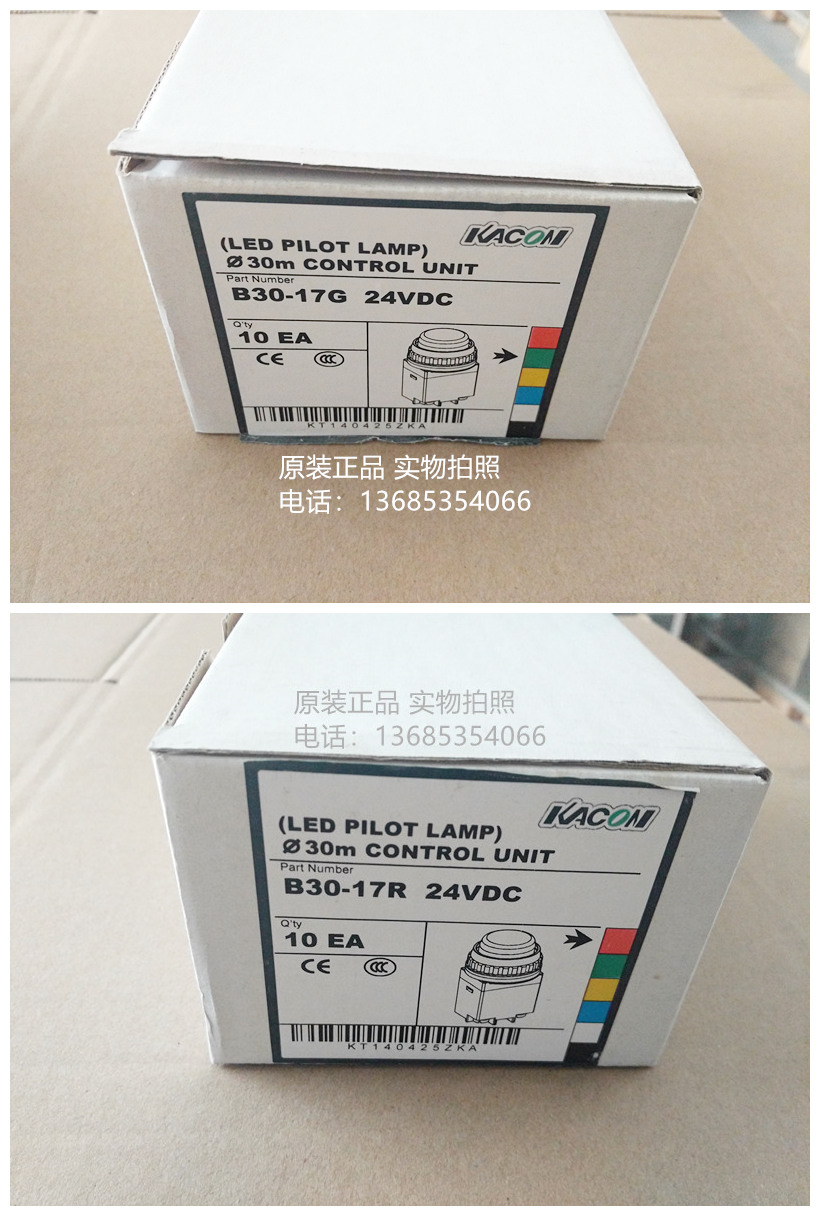 KACON
(LED PILOT LAMP)
Ø30m CONTROL UNIT
Part Number
B30-17G 24VDC
Q'ty
10 EA
CE CCC
KT140425ZKA
原装正品 实物拍照
电话：13685354066
原装正品 实物拍照
电话：13685354066
KACON
(LED PILOT LAMP)
Ø30m CONTROL UNIT
Part Number
B30-17R 24VDC
Q'ty
10 EA
CE CCC
KT140425ZKA